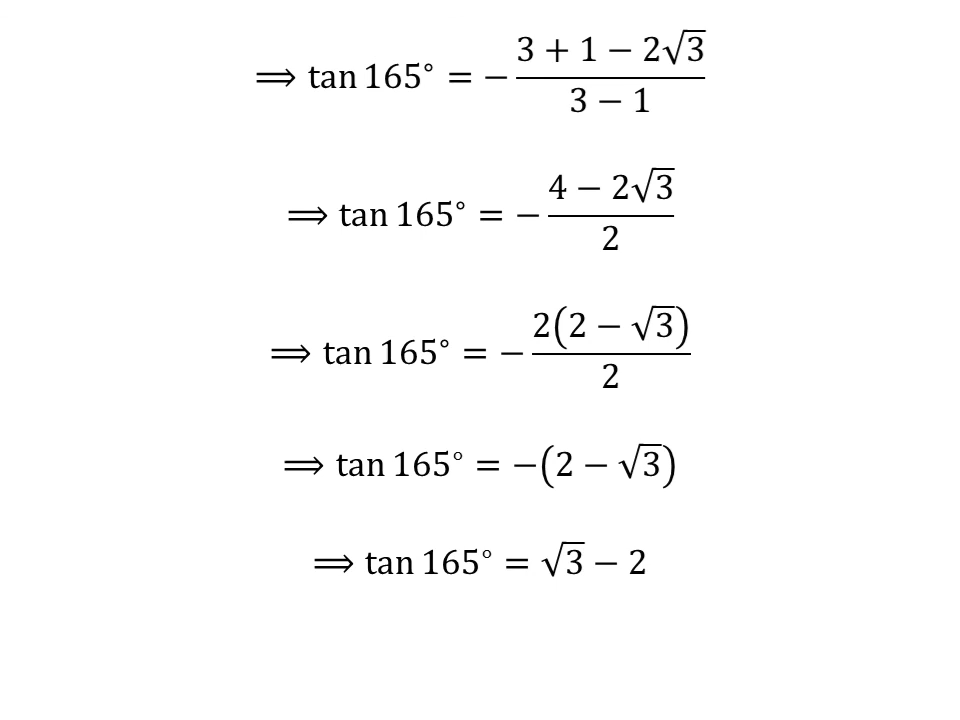 ⟹ tan 165° = − (3 + 1 − 2√3)/(3 − 1)
⟹ tan 165° = − (4 − 2√3)/2
⟹ tan 165° = − 2(2 − √3)/2
⟹ tan 165° = −(2 − √3)
⟹ tan 165° = √3 − 2